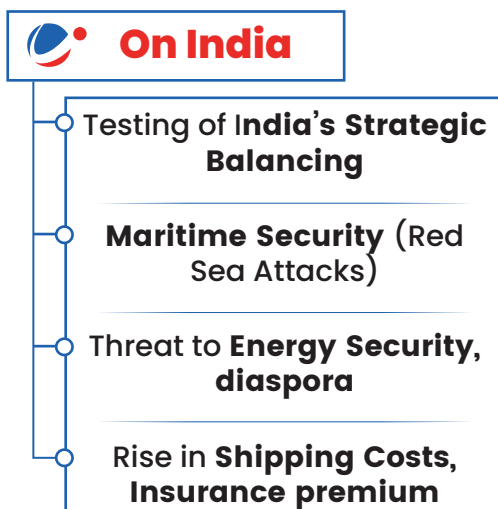 On India
Testing of India's Strategic
Balancing
Maritime Security (Red
Sea Attacks)
Threat to Energy Security,
diaspora
Rise in Shipping Costs,
Insurance premium